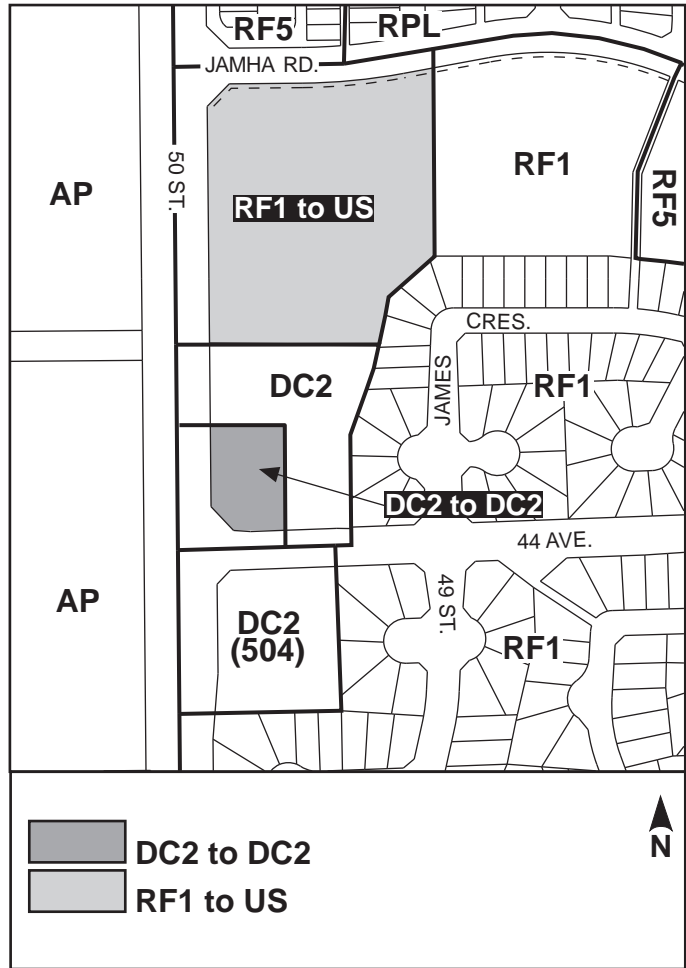 RF5
RPL
JAMHA RD.
AP
50 ST.
RF1 to US
RF1
RF5
CRES.
JAMES
DC2
RF1
DC2 to DC2
44 AVE.
AP
DC2
(504)
49 ST.
RF1
DC2 to DC2
RF1 to US
N